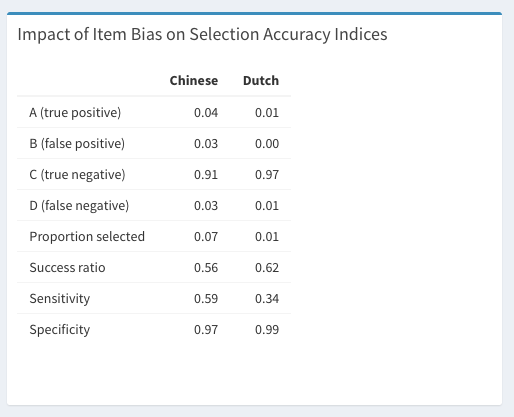 Impact of Item Bias on Selection Accuracy Indices
Chinese Dutch
A (true positive) 0.04 0.01
B (false positive) 0.03 0.00
C (true negative) 0.91 0.97
D (false negative) 0.03 0.01
Proportion selected 0.07 0.01
Success ratio 0.56 0.62
Sensitivity 0.59 0.34
Specificity 0.97 0.99